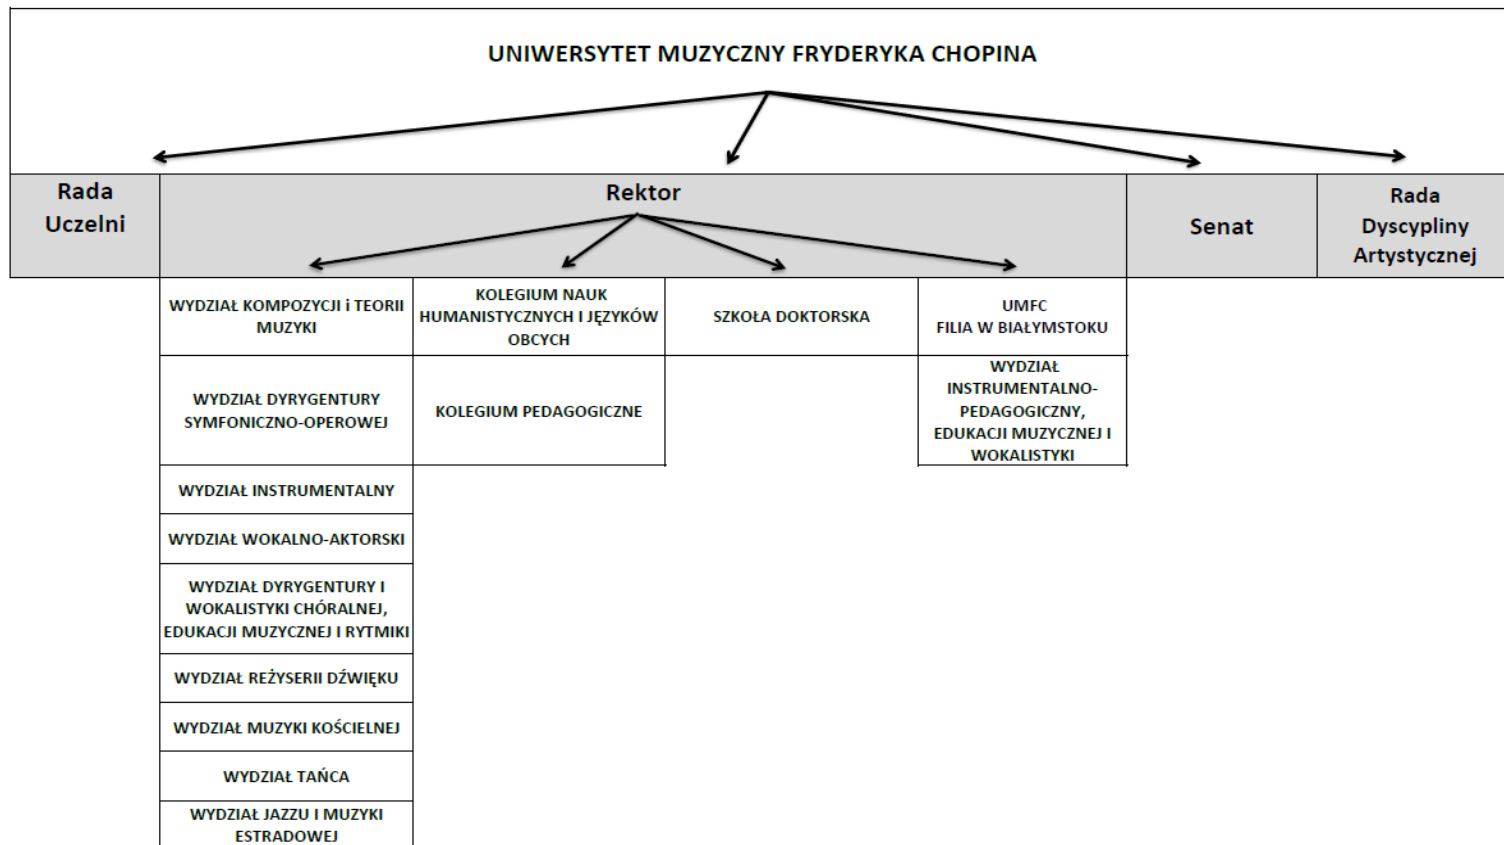 UNIWERSYTET MUZYCZNY FRYDERYKA CHOPINA
Rada
Uczelni
Rektor
Senat
Rada
Dyscypliny
Artystycznej
WYDZIAŁ KOMPOZYCJI i TEORII
MUZYKI
KOLEGIUM NAUK
HUMANISTYCZNYCH I JĘZYKÓW
OBCYCH
SZKOŁA DOKTORSKA
UMFC
FILIA W BIAŁYMSTOKU
WYDZIAŁ DYRYGENTURY
SYMFONICZNO-OPEROWEJ
KOLEGIUM PEDAGOGICZNE
WYDZIAŁ
INSTRUMENTALNO-
PEDAGOGICZNY,
EDUKACJI MUZYCZNEJ I
WOKALISTYKI
WYDZIAŁ INSTRUMENTALNY
WYDZIAŁ WOKALNO-AKTORSKI
WYDZIAŁ DYRYGENTURY I
WOKALISTYKI CHÓRALNEJ,
EDUKACJI MUZYCZNEJ I RYTMIKI
WYDZIAŁ REŻYSERII DŹWIĘKU
WYDZIAŁ MUZYKI KOŚCIELNEJ
WYDZIAŁ TAŃCA
WYDZIAŁ JAZZU I MUZYKI
ESTRADOWEJ